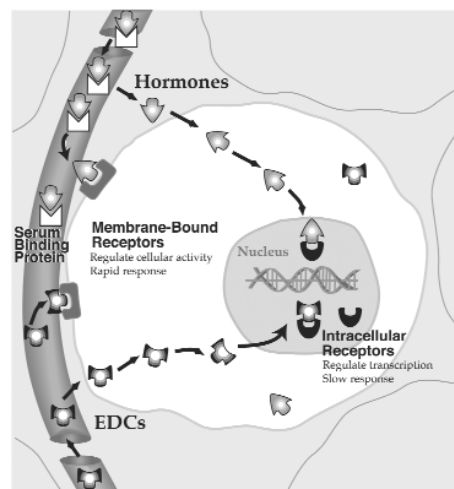 Hormones
Serum
Binding
Protein
Membrane-Bound
Receptors
Regulate cellular activity
Rapid response
Nucleus
Intracellular
Receptors
Regulate transcription
Slow response
EDCs